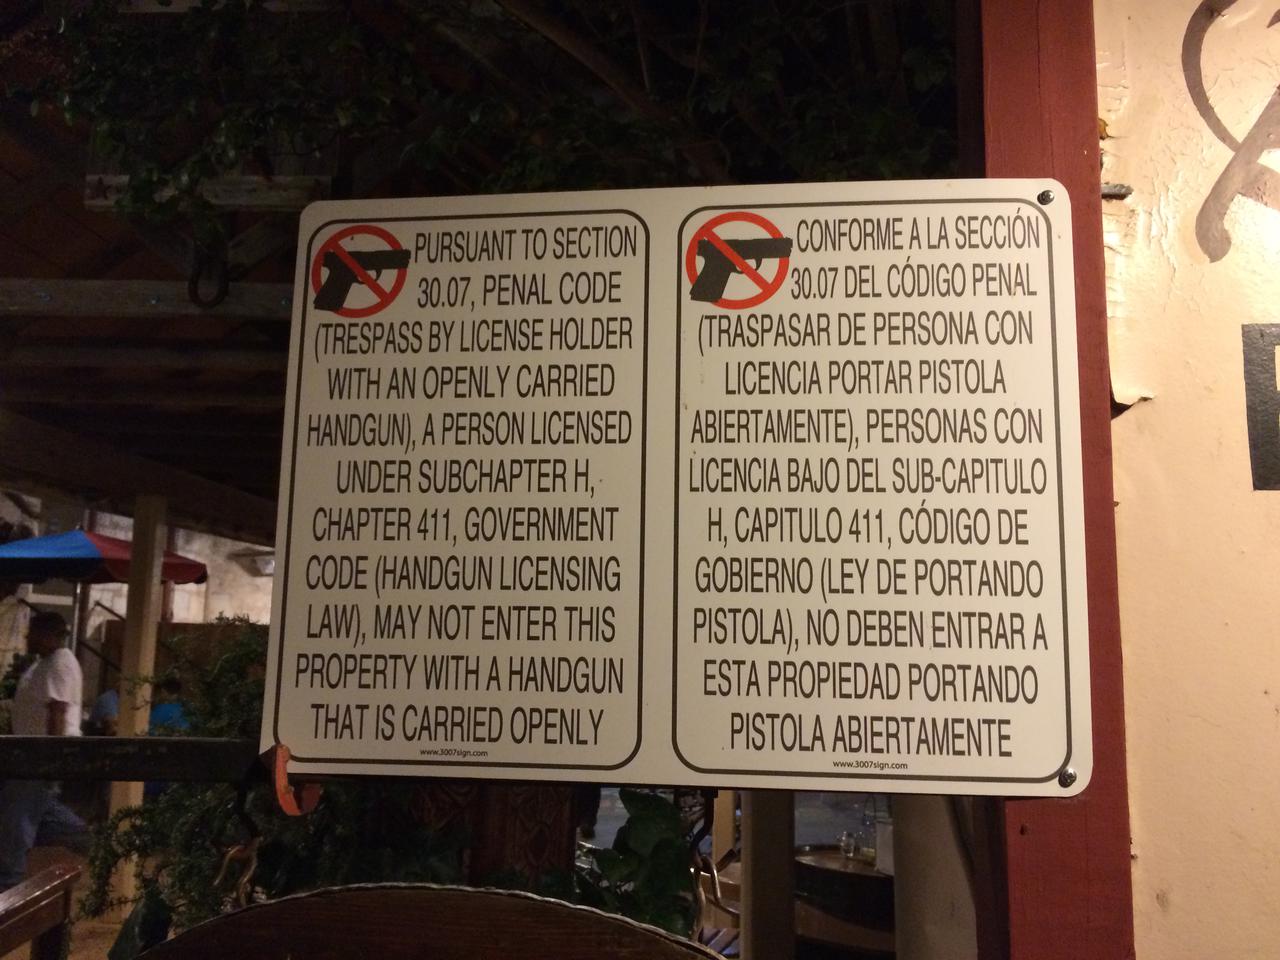 PURSUANT TO SECTION
30.07, PENAL CODE
(TRESPASS BY LICENSE HOLDER
WITH AN OPENLY CARRIED
HANDGUN), A PERSON LICENSED
UNDER SUBCHAPTER H,
CHAPTER 411, GOVERNMENT
CODE (HANDGUN LICENSING
LAW), MAY NOT ENTER THIS
PROPERTY WITH A HANDGUN
THAT IS CARRIED OPENLY
www.3007sign.com
CONFORME A LA SECCIÓN
30.07 DEL CÓDIGO PENAL
(TRASPASAR DE PERSONA CON
LICENCIA PORTAR PISTOLA
ABIERTAMENTE), PERSONAS CON
LICENCIA BAJO DEL SUB-CAPITULO
H, CAPITULO 411, CÓDIGO DE
GOBIERNO (LEY DE PORTANDO
PISTOLA), NO DEBEN ENTRAR A
ESTA PROPIEDAD PORTANDO
PISTOLA ABIERTAMENTE
www.3007sign.com